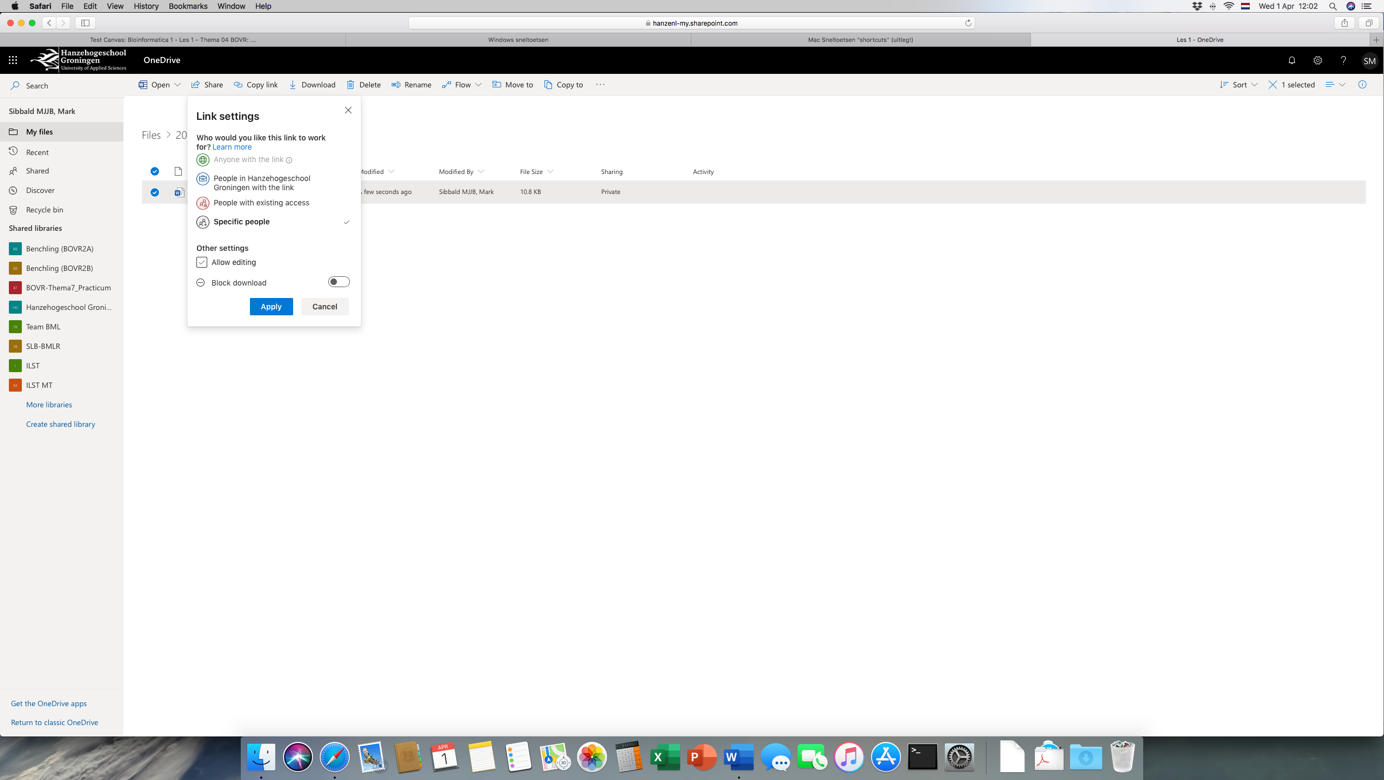 Safari File Edit View History Bookmarks Window Help
Wed 1 Apr 12:02
hanzenl-my.sharepoint.com
Test Canvas: Bioinformatica 1 - Les 1 – Thema 04 BOVR: ...
Windows sneltoetsen
Mac Sneltoetsen "shortcuts" (uitleg!)
Les 1 - OneDrive
Hanzehogeschool
Groningen
University of Applied Sciences
OneDrive
SM
Search
Open Share Copy link Download Delete Rename Flow Move to Copy to
Sort 1 selected
Sibbald MJJB, Mark
My files
Recent
Shared
Discover
Recycle bin
Shared libraries
Benchling (BOVR2A)
Benchling (BOVR2B)
BOVR-Thema7_Practicum
Hanzehogeschool Groni...
Team BML
SLB-BMLR
ILST
ILST MT
More libraries
Create shared library
Get the OneDrive apps
Return to classic OneDrive
Files > 20
Link settings
Who would you like this link to work
for? Learn more
Anyone with the link
People in Hanzehogeschool
Groningen with the link
People with existing access
Specific people
Other settings
Allow editing
Block download
Apply Cancel
Modified Modified By File Size Sharing Activity
few seconds ago Sibbald MJJB, Mark 10.8 KB Private
APR
1